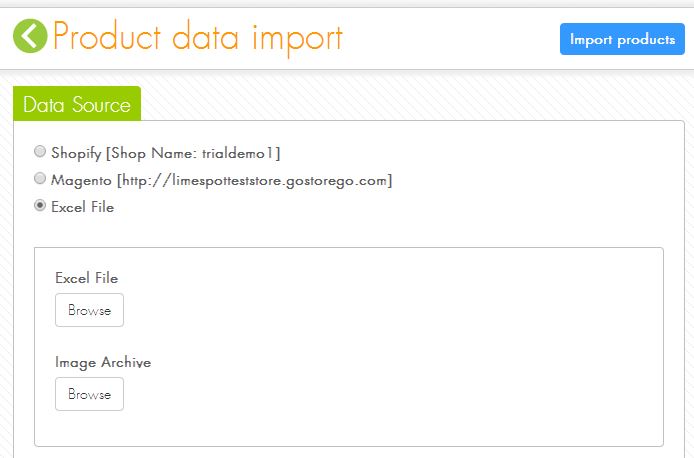 Product data import
Import products
Data Source
Shopify [Shop Name: trialdemo1]
Magento [http://limespotteststore.gostorego.com]
Excel File
Excel File
Browse
Image Archive
Browse